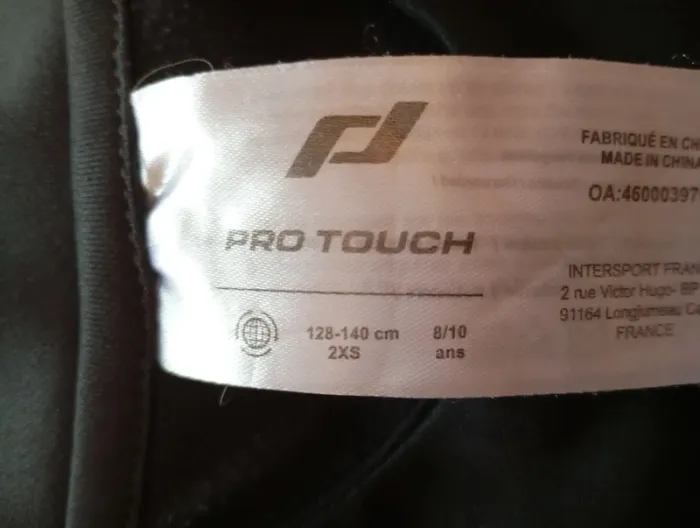 PRO TOUCH
128-140 cm 8/10
2XS ans
FABRIQUÉ EN CH
MADE IN CHINA
OA:46000397
INTERSPORT FRAN
2 rue Victor Hugo- BP
91164 Longjumeau Ce
FRANCE